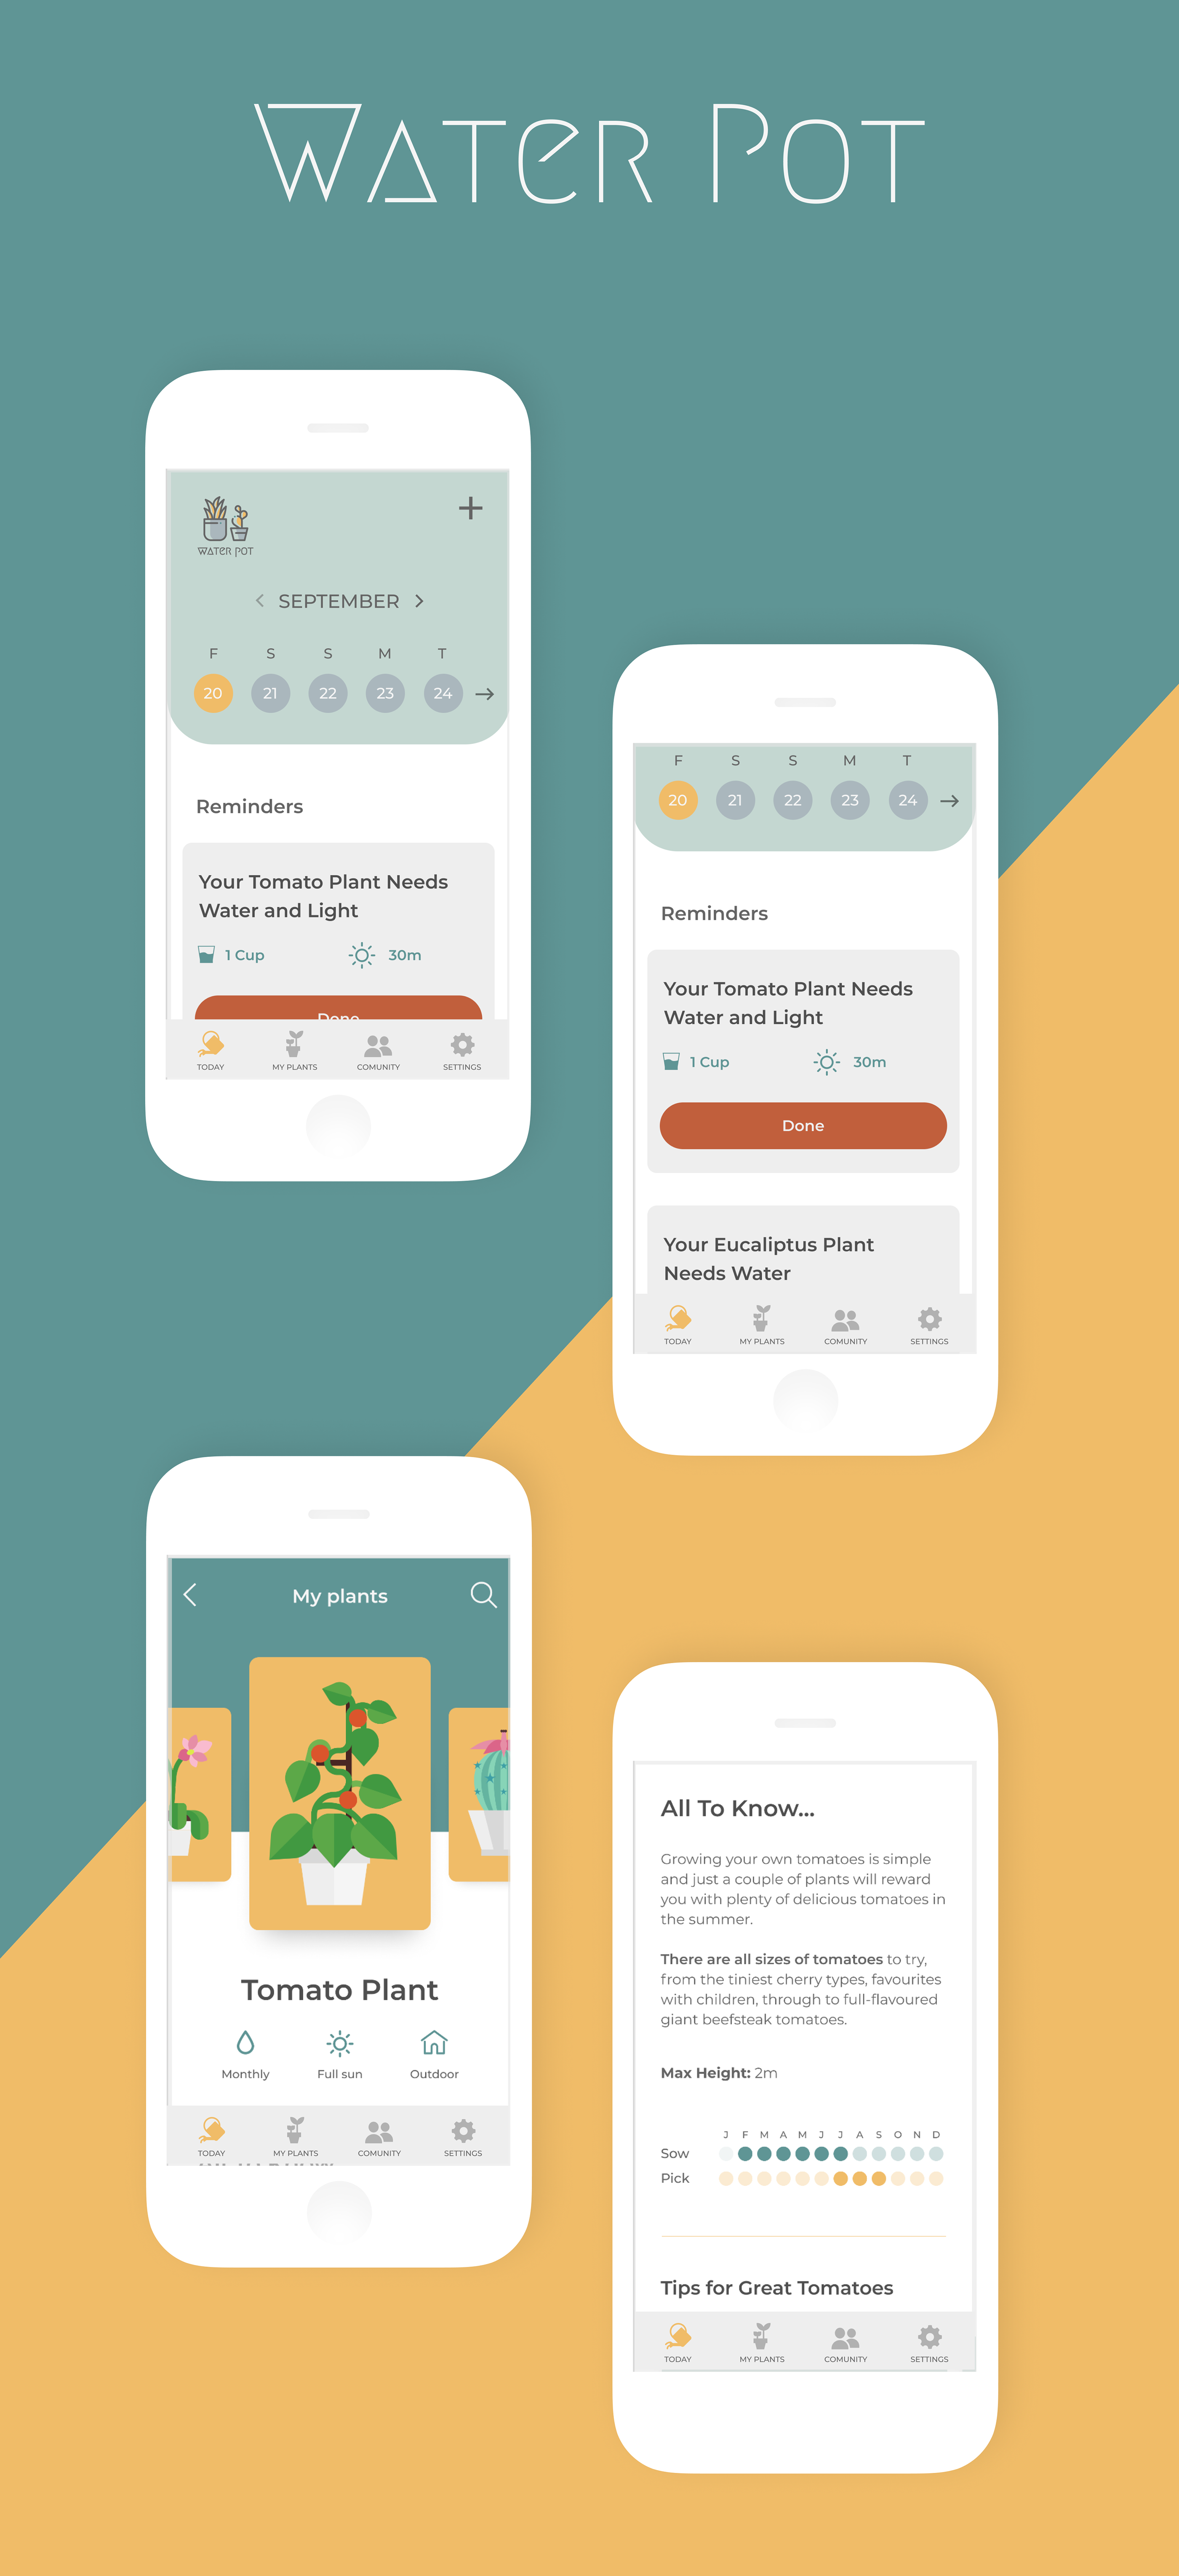 Water Pot
WATER POT
SEPTEMBER
F S S M T
20 21 22 23 24
Reminders
Your Tomato Plant Needs
Water and Light
1 Cup 30m
Done
TODAY MY PLANTS COMUNITY SETTINGS
F S S M T
20 21 22 23 24
Reminders
Your Tomato Plant Needs
Water and Light
1 Cup 30m
Done
Your Eucaliptus Plant
Needs Water
TODAY MY PLANTS COMUNITY SETTINGS
My plants
Tomato Plant
Monthly Full sun Outdoor
TODAY MY PLANTS COMUNITY SETTINGS
All To Know...
Growing your own tomatoes is simple
and just a couple of plants will reward
you with plenty of delicious tomatoes in
the summer.
There are all sizes of tomatoes to try,
from the tiniest cherry types, favourites
with children, through to full-flavoured
giant beefsteak tomatoes.
Max Height: 2m
J F M A M J J A S O N D
Sow
Pick
Tips for Great Tomatoes
TODAY MY PLANTS COMUNITY SETTINGS